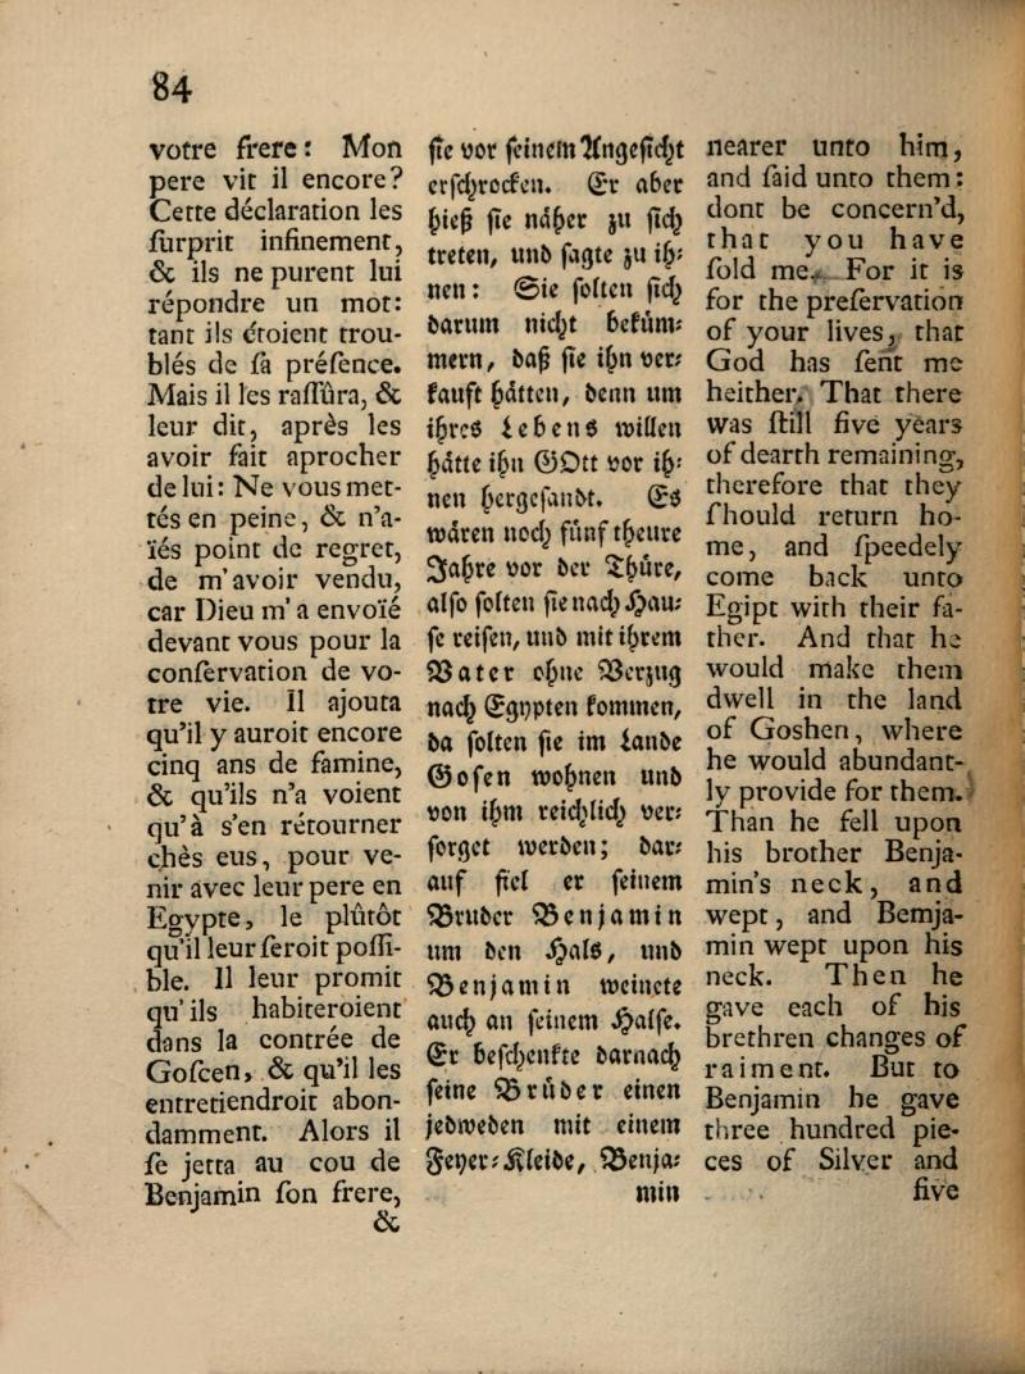 84
votre frere: Mon
pere vit il encore?
Cette déclaration les
ſurprit infinement,
& ils ne purent lui
répondre un mot:
tant ils étoient trou-
blés de ſa préſence.
Mais il les raſſûra, &
leur dit, après les
avoir fait aprocher
de lui: Ne vous met-
tés en peine, & n'a-
ïés point de regret,
de m'avoir vendu,
car Dieu m'a envoïé
devant vous pour la
conſervation de vo-
tre vie. Il ajouta
qu'il y auroit encore
cinq ans de famine,
& qu'ils n'a voient
qu'à s'en rétourner
chès eus, pour ve-
nir avec leur pere en
Egypte, le plûtôt
qu'il leur ſeroit poſſi-
ble. Il leur promit
qu'ils habiteroient
dans la contrée de
Goſcen, & qu'il les
entretiendroit abon-
damment. Alors il
ſe jetta au cou de
Benjamin ſon frere,
&
ſie vor ſeinem Angeſicht
erſchrocken. Er aber
hieß ſie nåher zu ſich
treten, und ſagte zu ih-
nen: Sie ſolten ſich
darum nicht bekům-
mern, daß ſie ihn ver-
kauft håtten, denn um
ihres Lebens willen
håtte ihn GOtt vor ih-
nen hergeſandt. Es
wåren noch fůnf theure
Jahre vor der Thůre,
alſo ſolten ſie nach Hau-
ſe reiſen, und mit ihrem
Vater ohne Verzug
nach Egypten kommen,
da ſolten ſie im Lande
Goſen wohnen und
von ihm reichlich ver-
ſorget werden; dar-
auf fiel er ſeinem
Bruder Benjamin
um den Hals, und
Benjamin weinete
auch an ſeinem Halſe.
Er beſchenkte darnach
ſeine Brůder einen
jedweden mit einem
Feyer-Kleide, Benja-
min
nearer unto him,
and ſaid unto them:
dont be concern'd,
that you have
ſold me. For it is
for the preſervation
of your lives, that
God has ſent me
heither. That there
was ſtill five years
of dearth remaining,
therefore that they
ſhould return ho-
me, and ſpeedely
come back unto
Egipt with their fa-
ther. And that he
would make them
dwell in the land
of Goshen, where
he would abundant-
ly provide for them.
Than he fell upon
his brother Benja-
min's neck, and
wept, and Bemja-
min wept upon his
neck. Then he
gave each of his
brethren changes of
raiment. But to
Benjamin he gave
three hundred pie-
ces of Silver and
five